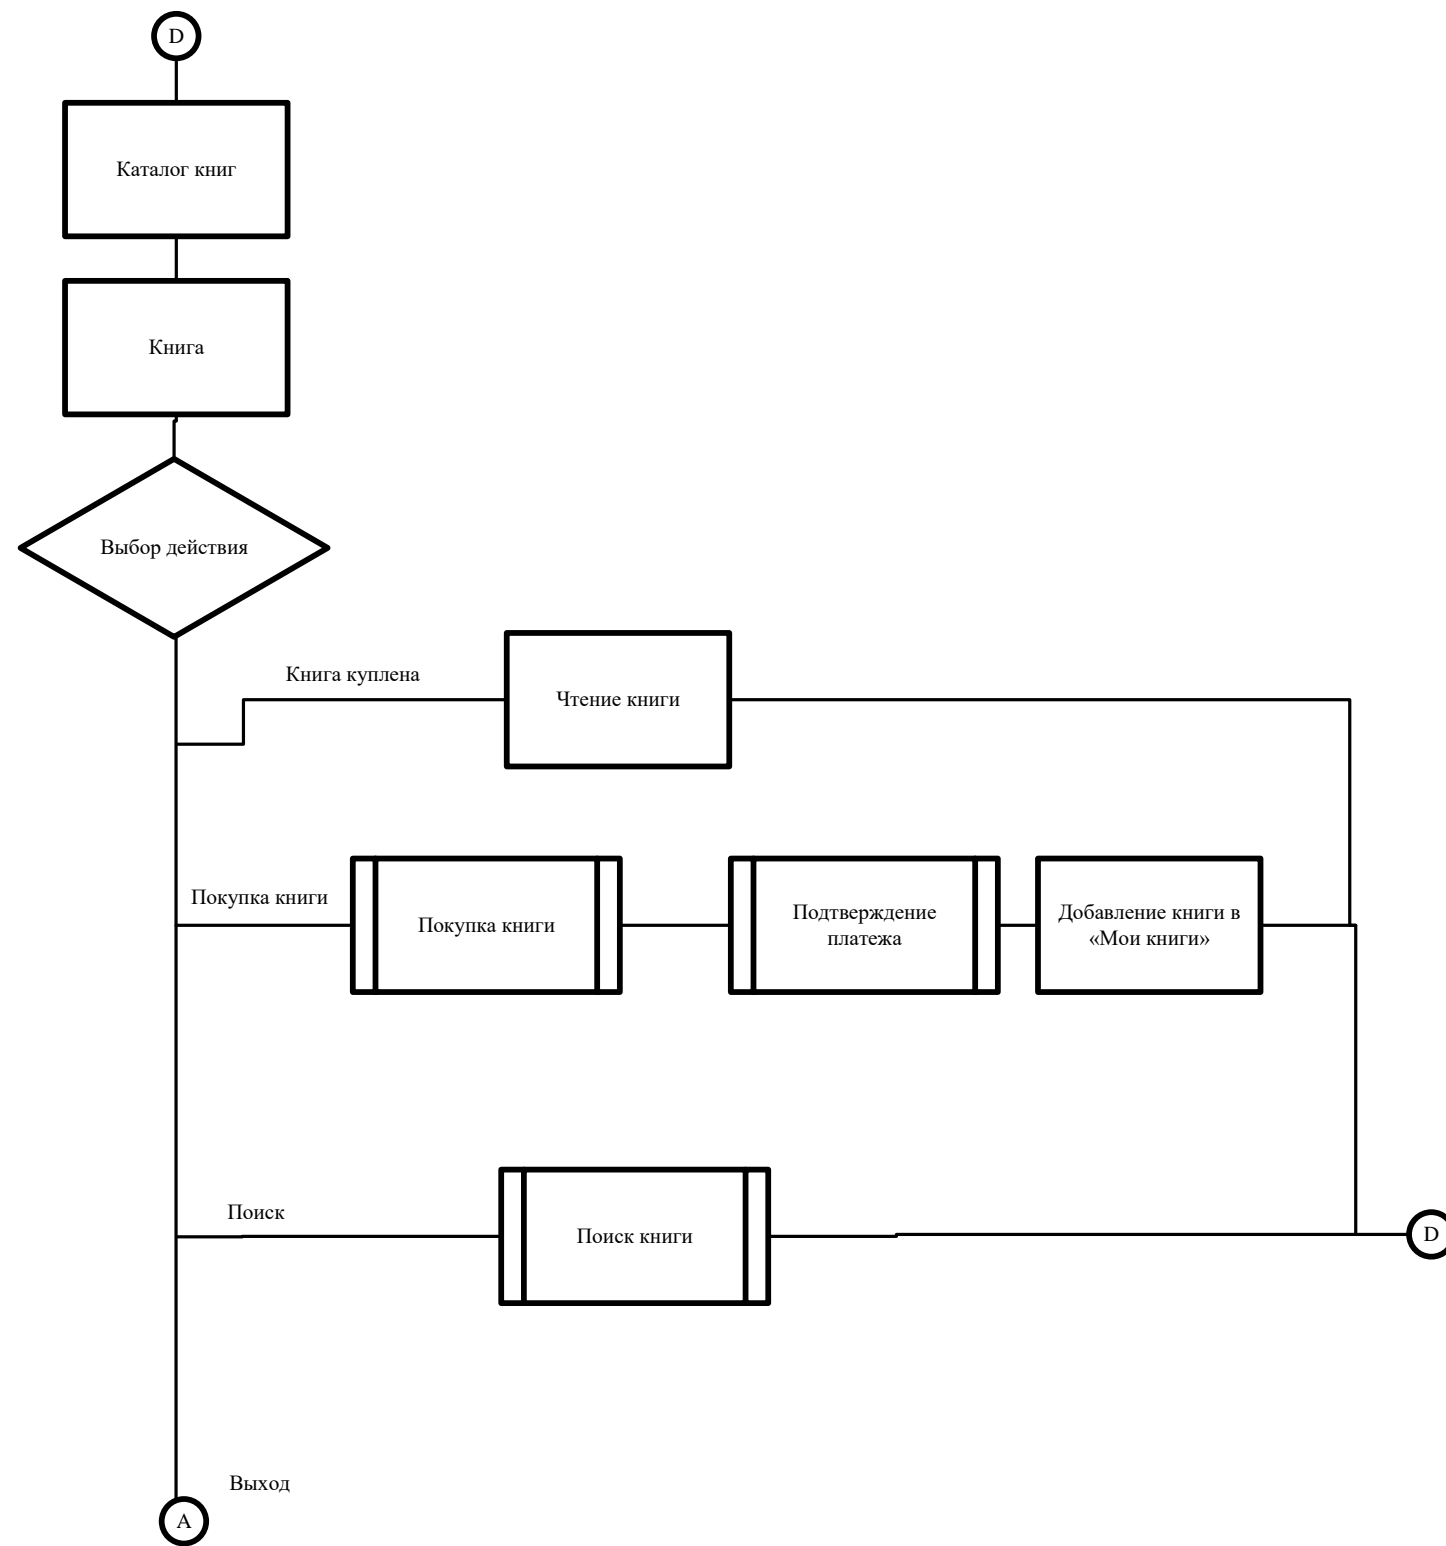 D
Каталог книг
Книга
Выбор действия
Книга куплена
Чтение книги
Покупка книги
Покупка книги
Подтверждение
платежа
Добавление книги в
«Мои книги»
Поиск
Поиск книги
D
Выход
A